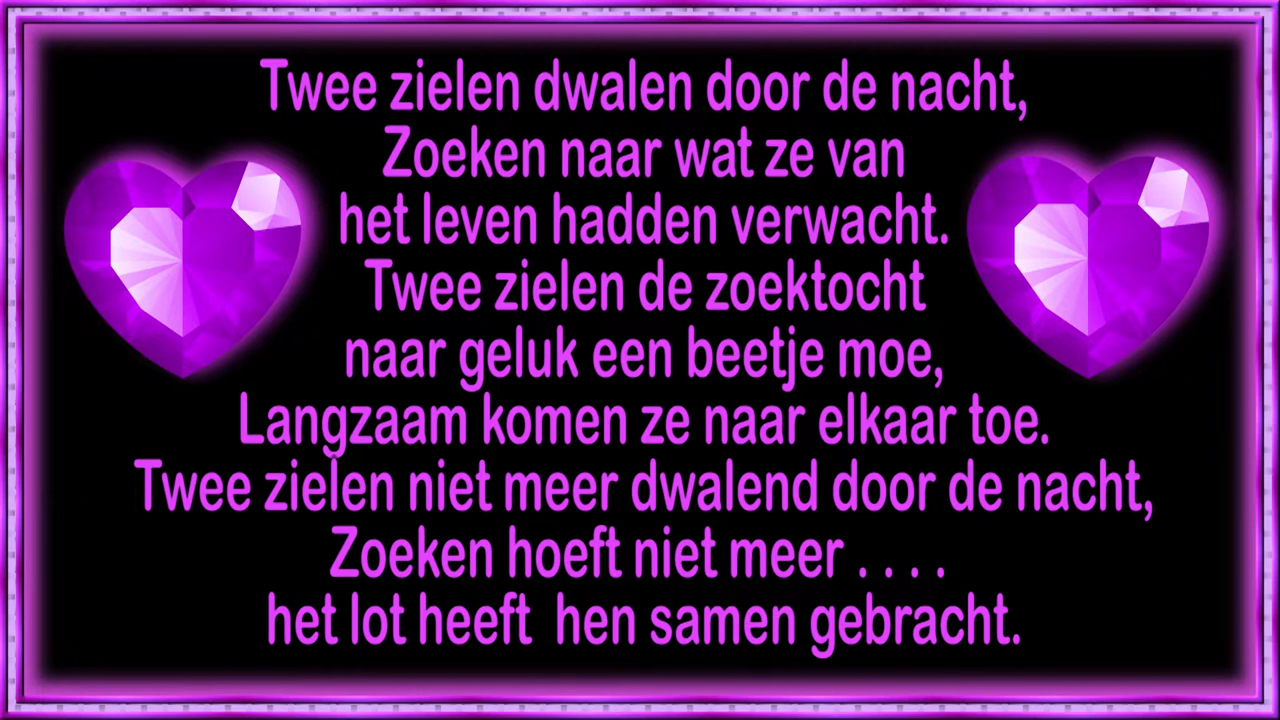 Twee zielen dwalen door de nacht,
Zoeken naar wat ze van
het leven hadden verwacht.
Twee zielen de zoektocht
naar geluk een beetje moe,
Langzaam komen ze naar elkaar toe.
Twee zielen niet meer dwalend door de nacht,
Zoeken hoeft niet meer . . . .
het lot heeft  hen samen gebracht.